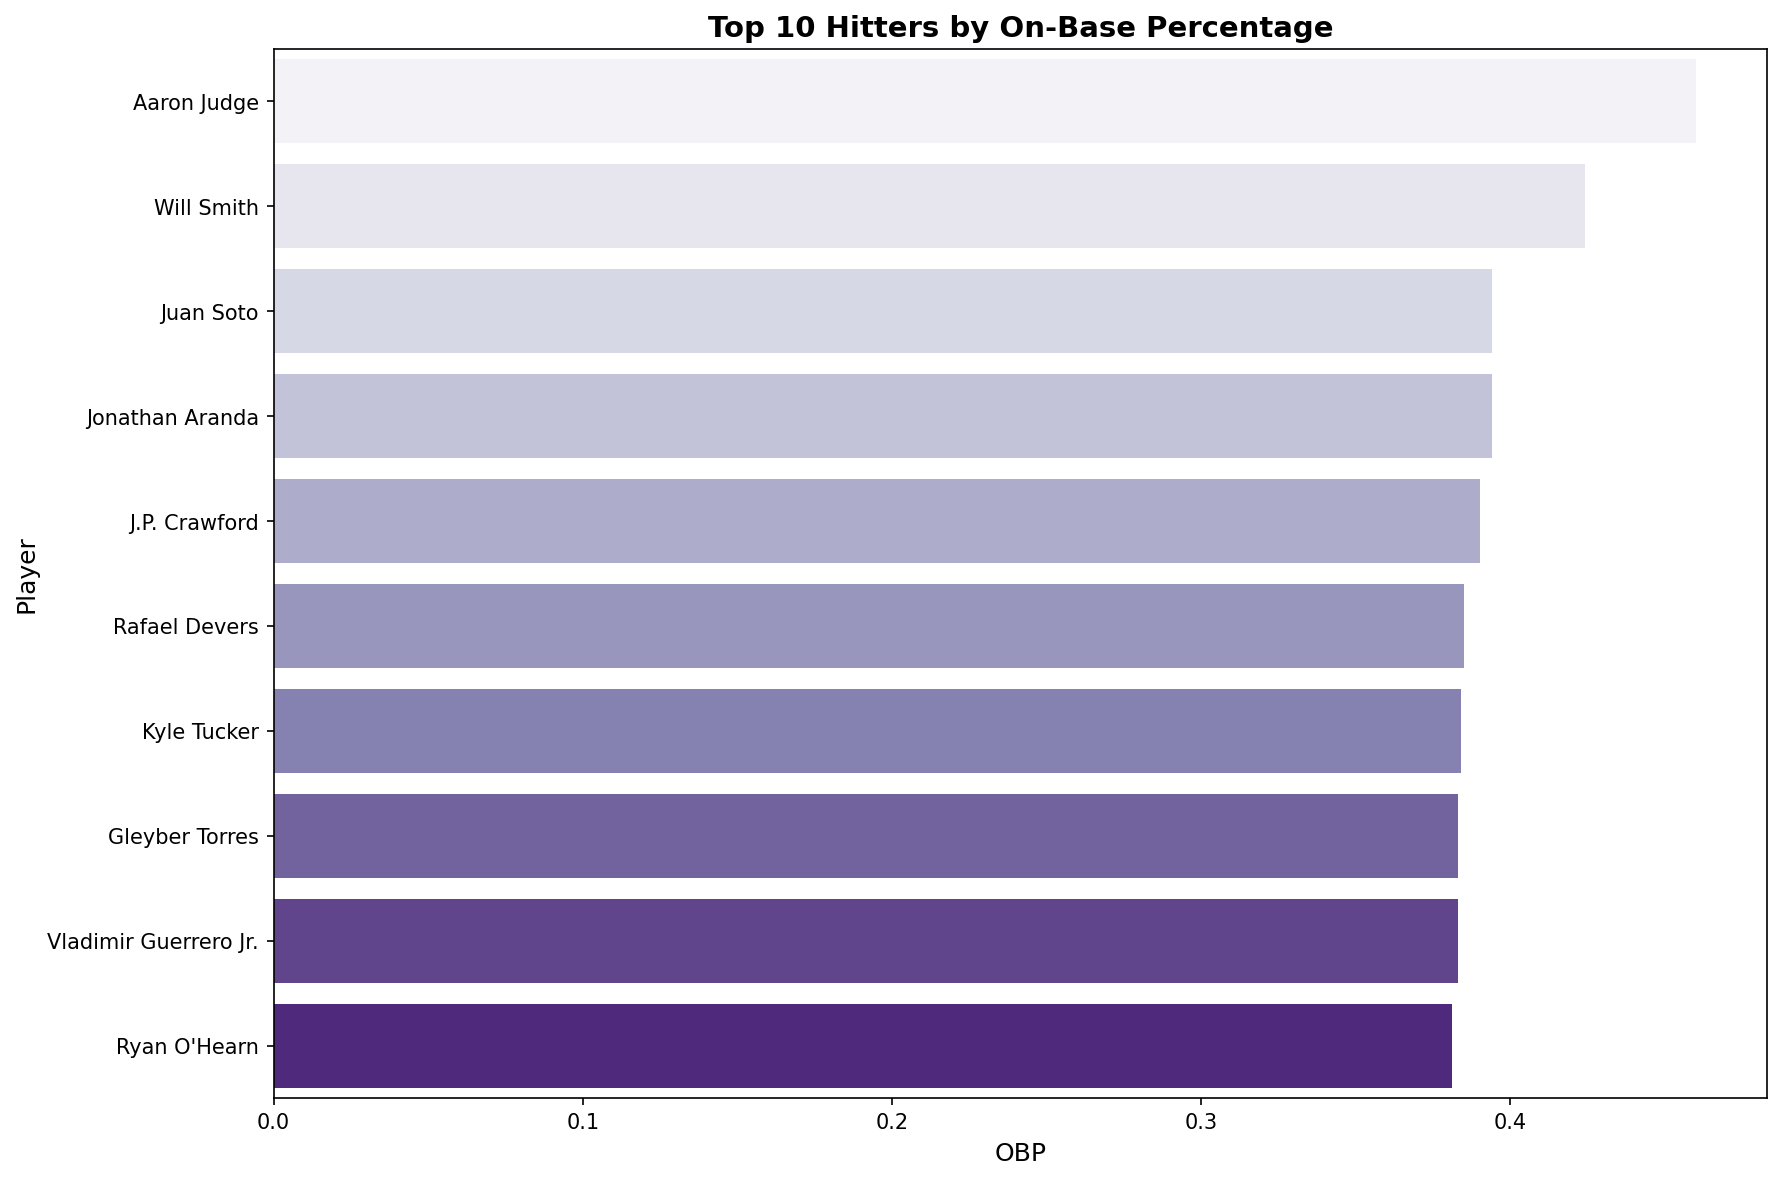 Top 10 Hitters by On-Base Percentage
Player
Aaron Judge
Will Smith
Juan Soto
Jonathan Aranda
J.P. Crawford
Rafael Devers
Kyle Tucker
Gleyber Torres
Vladimir Guerrero Jr.
Ryan O'Hearn
0.0 0.1 0.2 0.3 0.4
OBP